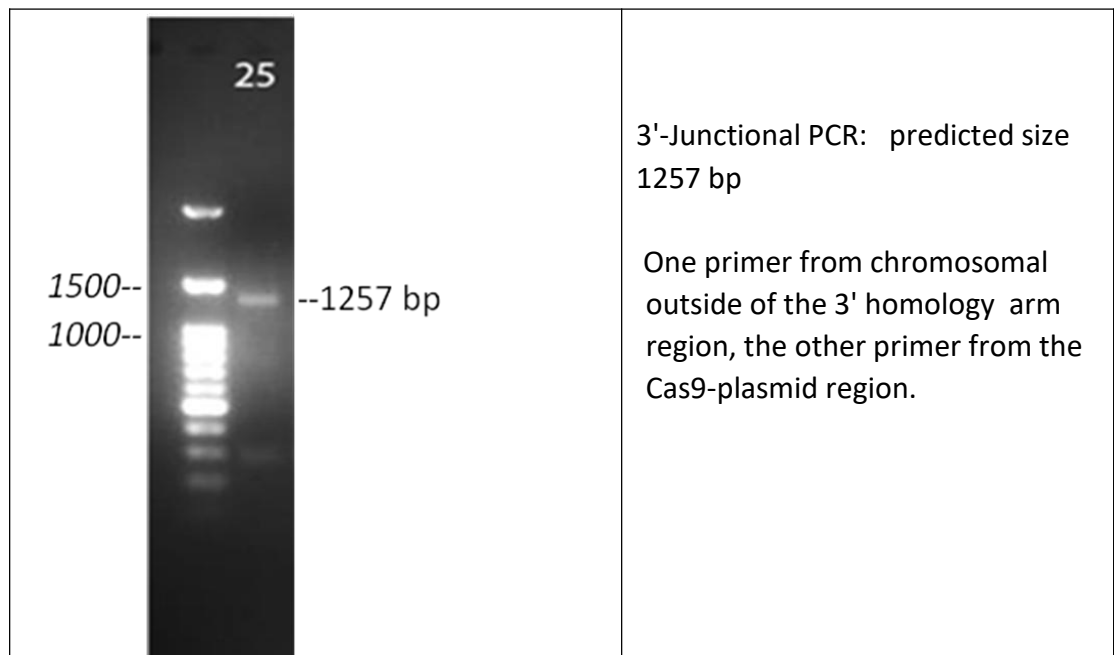 25
1500--
--1257 bp
1000--
3'-Junctional PCR: predicted size
1257 bp
One primer from chromosomal
outside of the 3' homology arm
region, the other primer from the
Cas9-plasmid region.